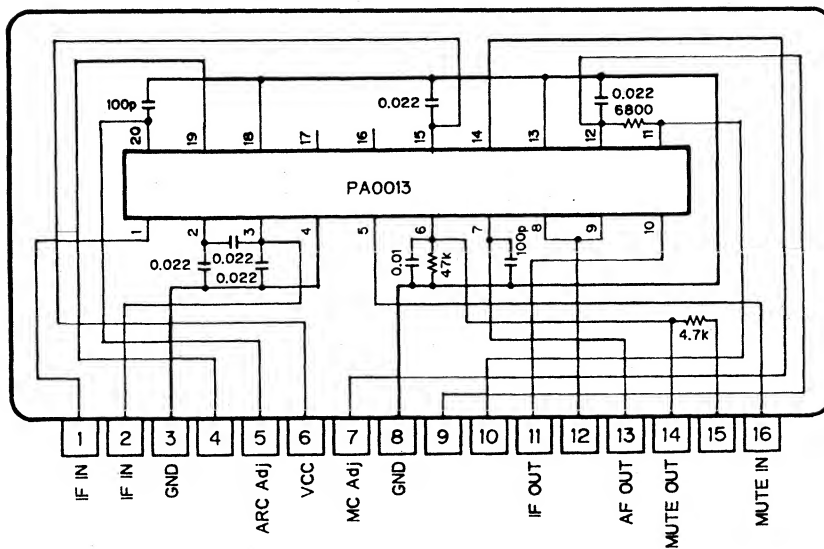 100p
0.022
0.022
6800
20 19 18 17 16 15 14 13 12 11
PA0013
1 2 3 4 5 6 7 8 9 10
0.022
0.022
0.022
0.01
47k
100p
4.7k
1 2 3 4 5 6 7 8 9 10 11 12 13 14 15 16
IF IN
IF IN
GND
ARC Adj
VCC
MC Adj
GND
IF OUT
AF OUT
MUTE OUT
MUTE IN